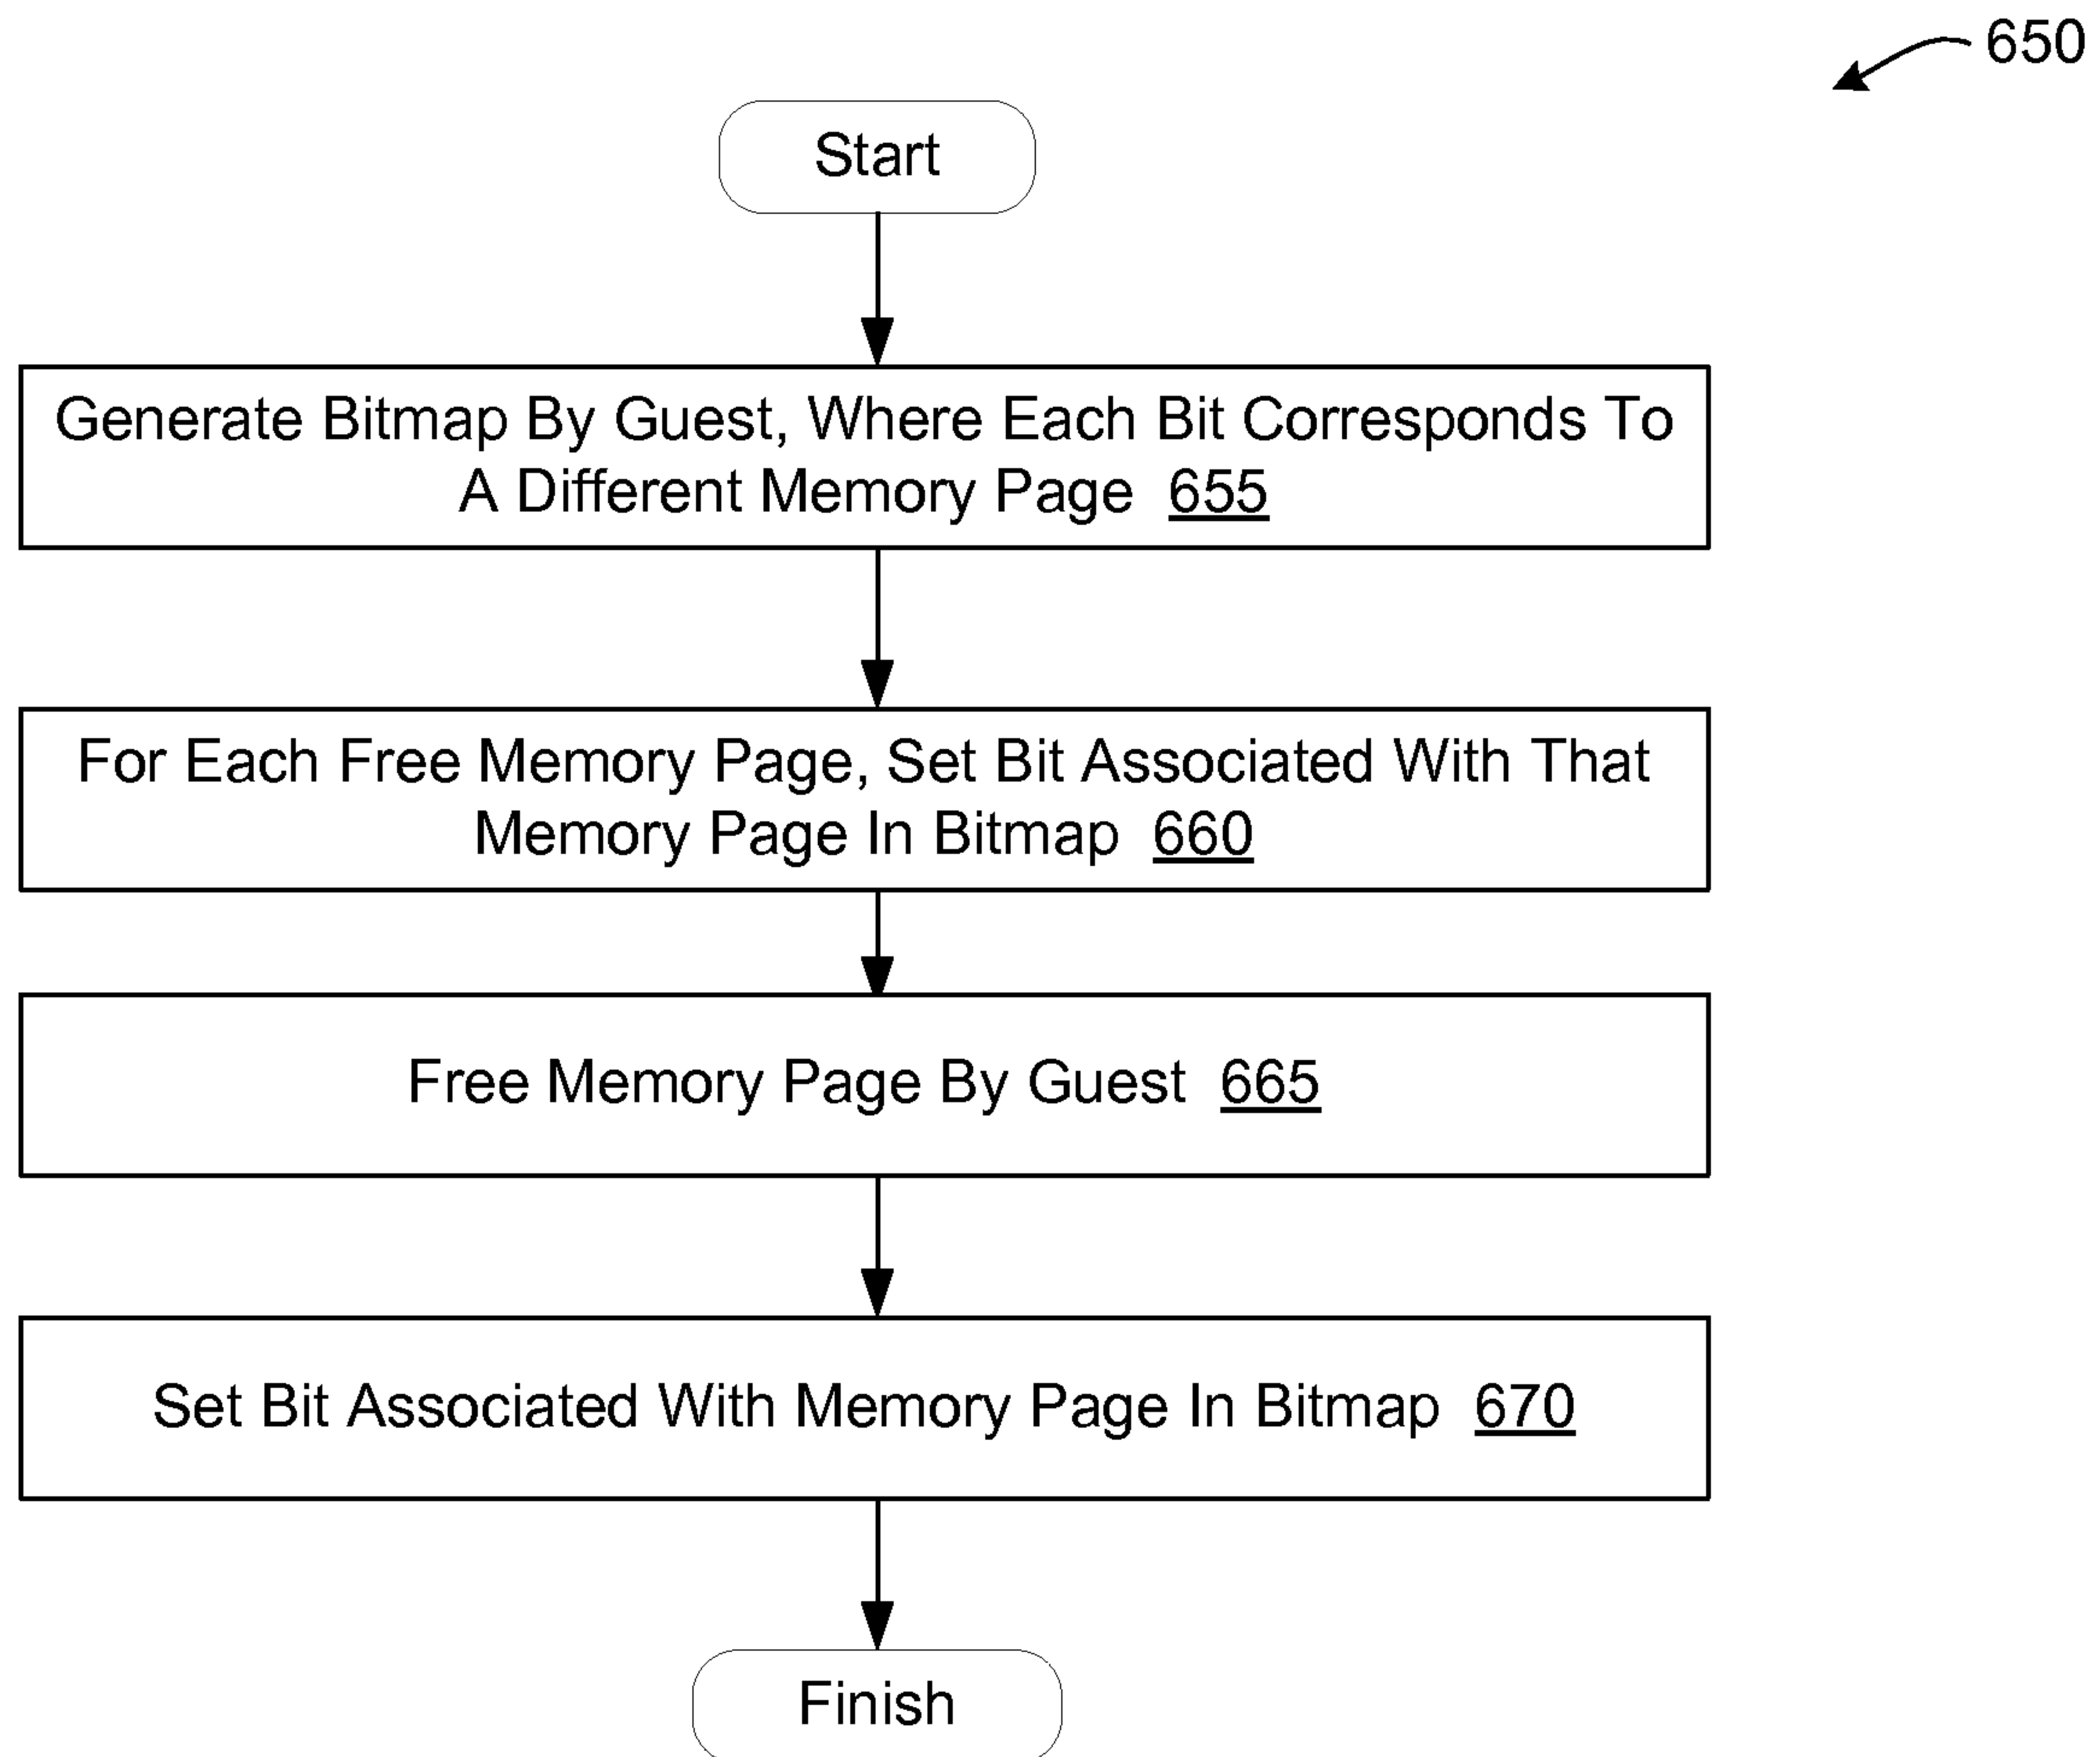 650
Start
Generate Bitmap By Guest, Where Each Bit Corresponds To
A Different Memory Page 655
For Each Free Memory Page, Set Bit Associated With That
Memory Page In Bitmap 660
Free Memory Page By Guest 665
Set Bit Associated With Memory Page In Bitmap 670
Finish